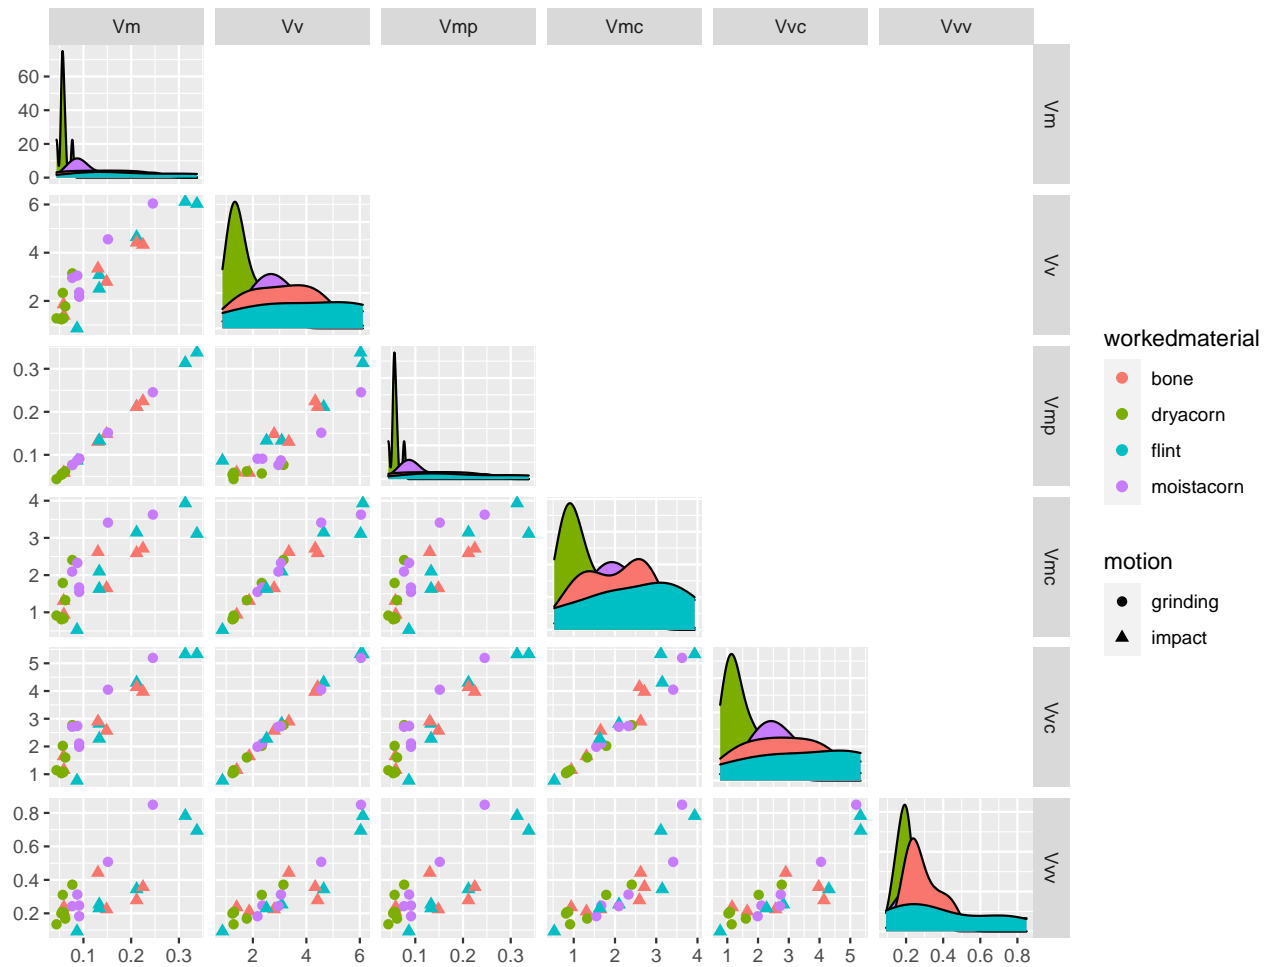 Vm Vv Vmp Vmc Vvc Vvv
60
40
20
0
Vm
6
4
2
Vv
0.3
0.2
0.1
Vmp
4
3
2
1
Vmc
5
4
3
2
1
Vvc
0.8
0.6
0.4
0.2
Vvv
0.1 0.2 0.3 2 4 6 0.1 0.2 0.3 1 2 3 4 1 2 3 4 5 0.2 0.4 0.6 0.8
workedmaterial
bone
dryacorn
flint
moistacorn
motion
grinding
impact